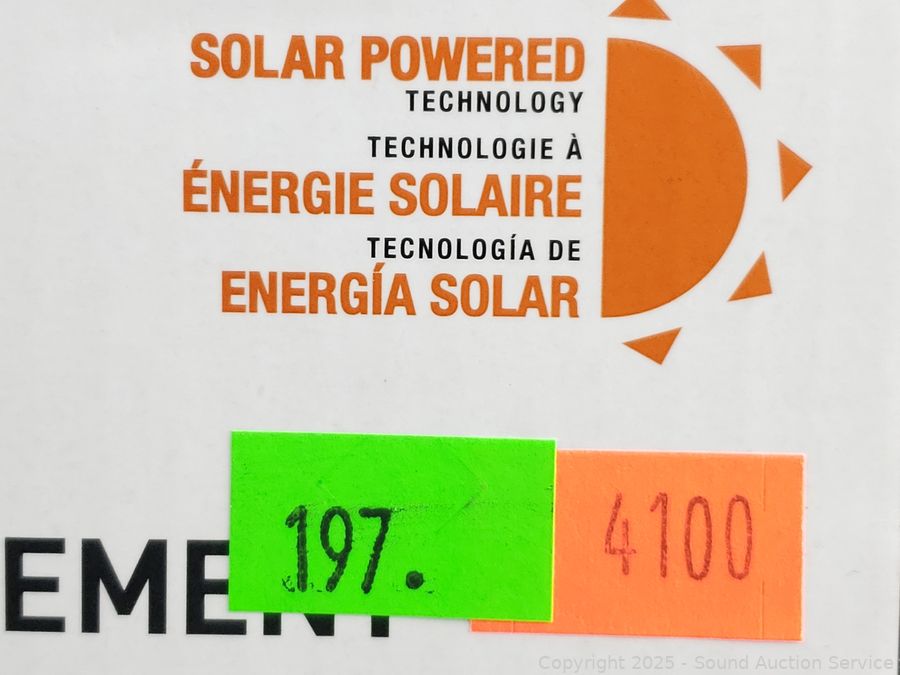 SOLAR POWERED
TECHNOLOGY
TECHNOLOGIE À
ÉNERGIE SOLAIRE
TECNOLOGÍA DE
ENERGÍA SOLAR
197.
4100
Copyright 2025 - Sound Auction Service